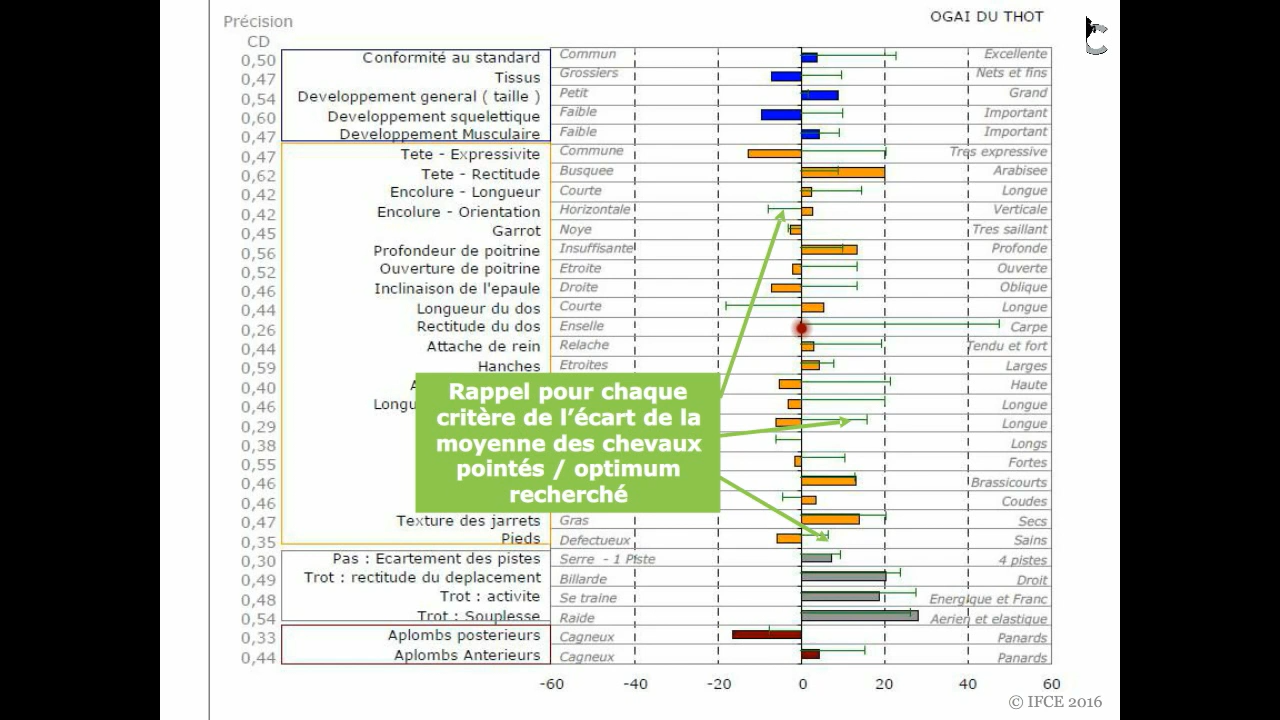 OGAI DU THOT
Précision
CD
0,50 Conformité au standard Commun Excellente
0,47 Tissus Grossiers Nets et fins
0,54 Developpement general ( taille ) Petit Grand
0,60 Developpement squelettique Faible Important
0,47 Developpement Musculaire Faible Important
0,47 Tete - Expressivite Commune Tres expressive
0,62 Tete - Rectitude Busquee Arabisee
0,42 Encolure - Longueur Courte Longue
0,42 Encolure - Orientation Horizontale Verticale
0,45 Garrot Noye Tres saillant
0,56 Profondeur de poitrine Insuffisante Profonde
0,52 Ouverture de poitrine Etroite Ouverte
0,46 Inclinaison de l'epaule Droite Oblique
0,44 Longueur du dos Courte Longue
0,26 Rectitude du dos Enselle Carpe
0,44 Attache de rein Relache Tendu et fort
0,59 Hanches Etroites Larges
0,40 Haute
0,46 Longue
0,29 Longue
0,38 Longs
0,55 Fortes
0,46 Brassicourts
0,46 Coudes
Rappel pour chaque
critère de l'écart de la
moyenne des chevaux
pointés / optimum
recherché
0,47 Texture des jarrets Gras Secs
0,35 Pieds Defectueux Sains
0,30 Pas : Ecartement des pistes Serre - 1 Piste 4 pistes
0,49 Trot : rectitude du deplacement Billarde Droit
0,48 Trot : activite Se traine Energique et Franc
0,54 Trot : Souplesse Raide Aerien et elastique
0,33 Aplombs posterieurs Cagneux Panards
0,44 Aplombs Anterieurs Cagneux Panards
-60 -40 -20 0 20 40 60
© IFCE 2016